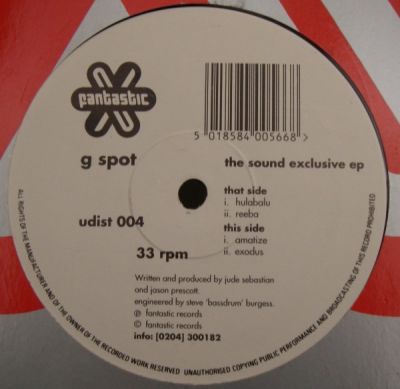 fantastic
5 018584 005668 >
g spot
the sound exclusive ep
that side
i. hulabalu
ii. reeba
udist 004
this side
i. amatize
ii. exodus
33 rpm
Written and produced by jude sebastian
and jason prescott.
engineered by steve 'bassdrum' burgess.
℗ fantastic records
© fantastic records
info: [0204] 300182
ALL RIGHTS OF THE MANUFACTURER AND OF THE OWNER OF THE RECORDED WORK RESERVED UNAUTHORISED COPYING PUBLIC PERFORMANCE AND BROADCASTING OF THIS RECORD PROHIBITED